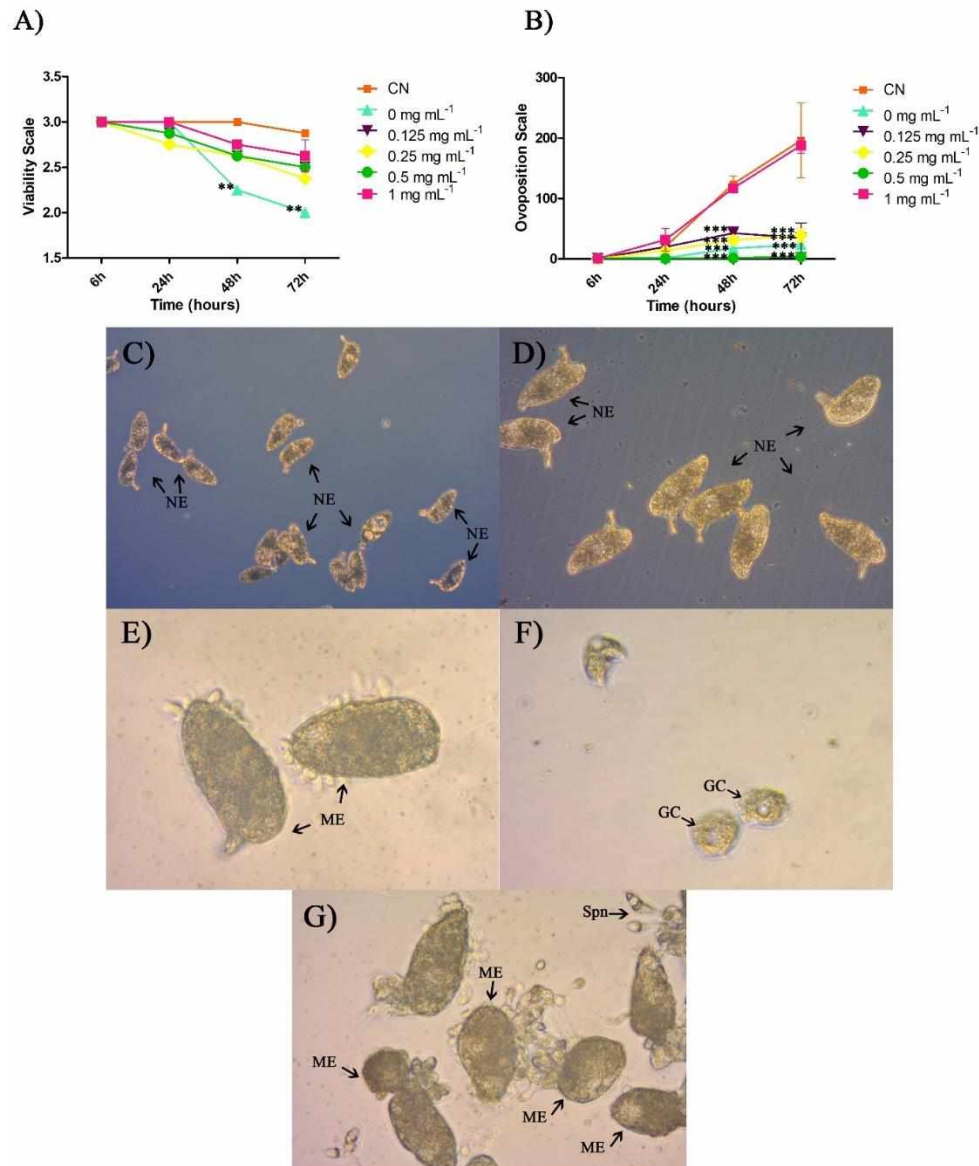 A)
Viability Scale
3.5
3.0
2.5
2.0
1.5
**
**
6h
24h
48h
72h
Time (hours)
CN
0 mg mL⁻¹
0.125 mg mL⁻¹
0.25 mg mL⁻¹
0.5 mg mL⁻¹
1 mg mL⁻¹
B)
Ovoposition Scale
300
200
100
0
***
***
***
***
***
***
***
***
6h
24h
48h
72h
Time (hours)
CN
0 mg mL⁻¹
0.125 mg mL⁻¹
0.25 mg mL⁻¹
0.5 mg mL⁻¹
1 mg mL⁻¹
C)
NE
NE
NE
D)
NE
NE
E)
ME
F)
GC
GC
G)
Spn
ME
ME
ME
ME